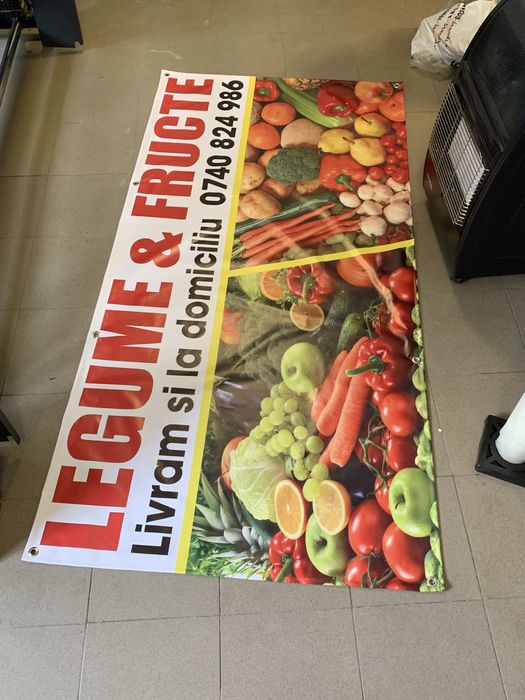 LEGUME & FRUCTE
Livram si la domiciliu 0740 824 986